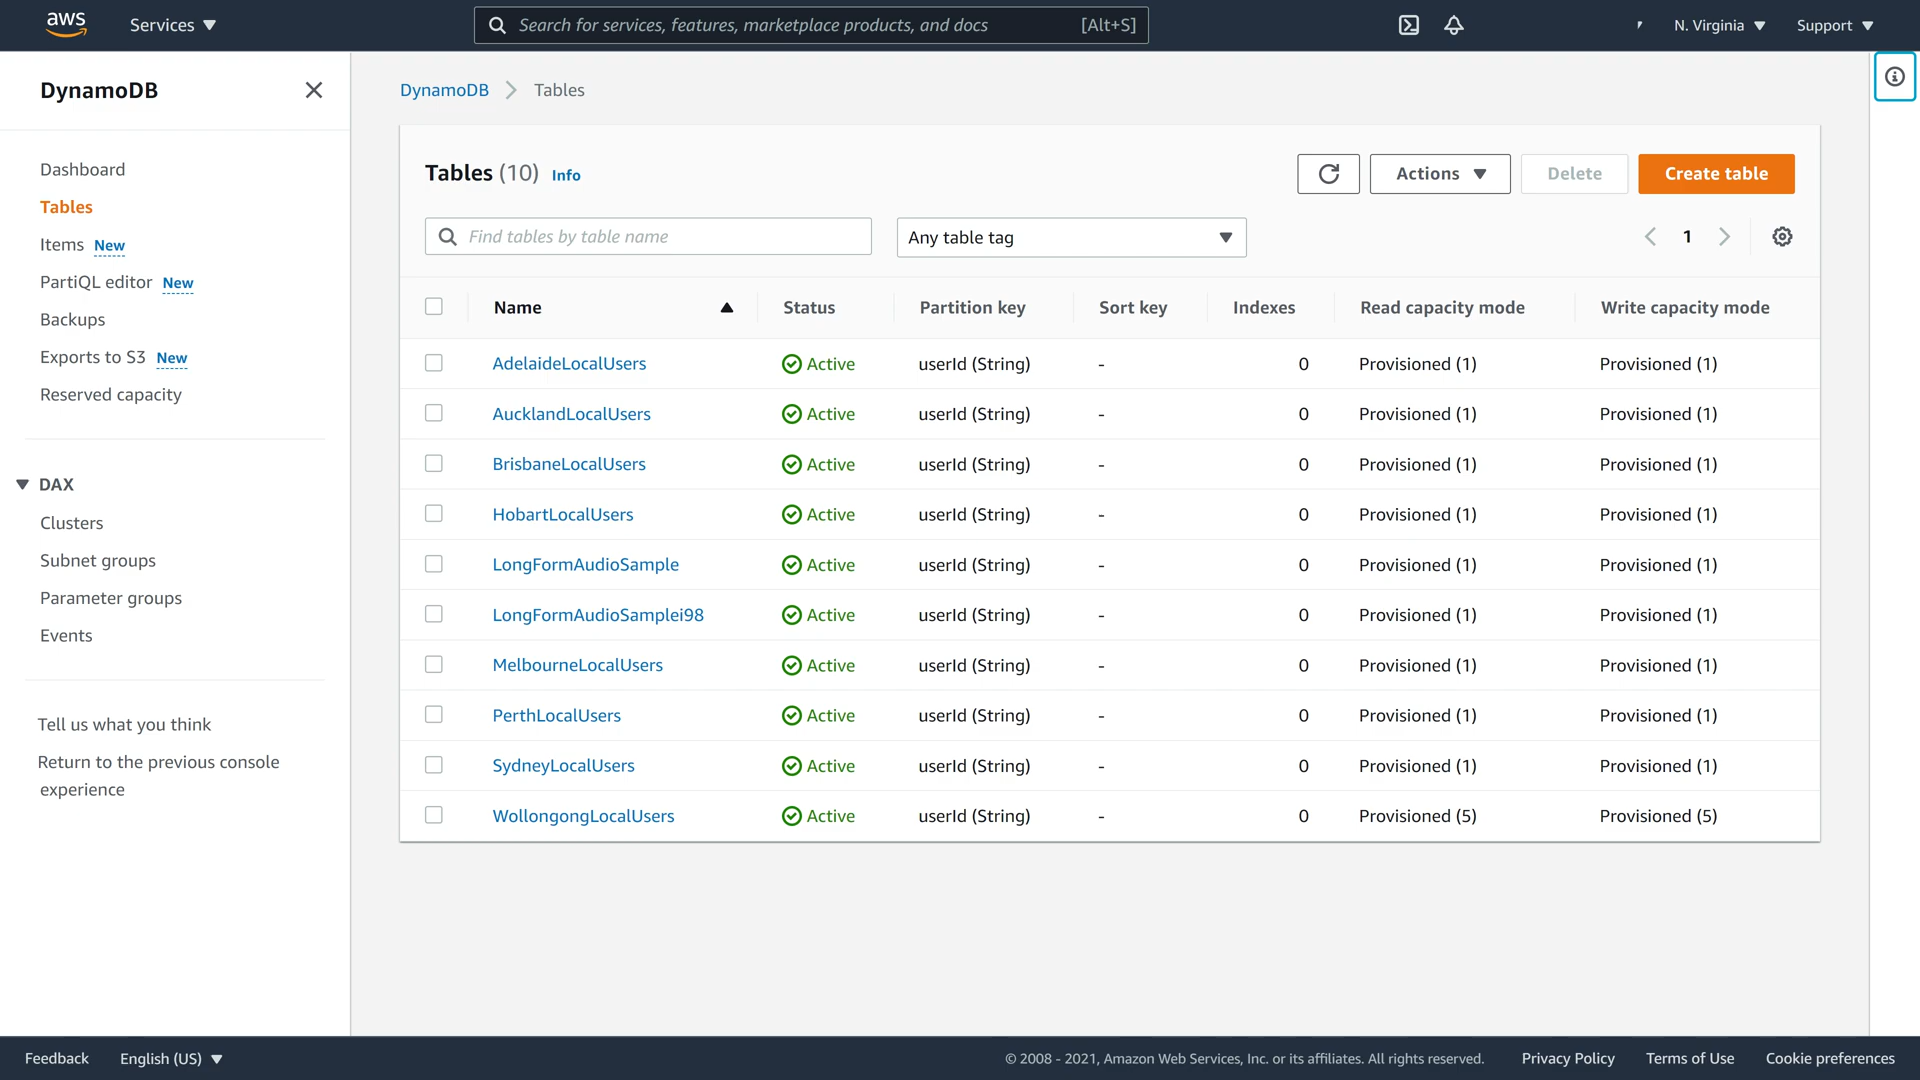 aws Services Search for services, features, marketplace products, and docs [Alt+S] N. Virginia Support
DynamoDB
Dashboard
Tables
Items New
PartiQL editor New
Backups
Exports to S3 New
Reserved capacity
DAX
Clusters
Subnet groups
Parameter groups
Events
Tell us what you think
Return to the previous console
experience
DynamoDB Tables
Tables (10) Info Actions Delete Create table
Find tables by table name Any table tag 1
Name Status Partition key Sort key Indexes Read capacity mode Write capacity mode
AdelaideLocalUsers Active userId (String) - 0 Provisioned (1) Provisioned (1)
AucklandLocalUsers Active userId (String) - 0 Provisioned (1) Provisioned (1)
BrisbaneLocalUsers Active userId (String) - 0 Provisioned (1) Provisioned (1)
HobartLocalUsers Active userId (String) - 0 Provisioned (1) Provisioned (1)
LongFormAudioSample Active userId (String) - 0 Provisioned (1) Provisioned (1)
LongFormAudioSamplei98 Active userId (String) - 0 Provisioned (1) Provisioned (1)
MelbourneLocalUsers Active userId (String) - 0 Provisioned (1) Provisioned (1)
PerthLocalUsers Active userId (String) - 0 Provisioned (1) Provisioned (1)
SydneyLocalUsers Active userId (String) - 0 Provisioned (1) Provisioned (1)
WollongongLocalUsers Active userId (String) - 0 Provisioned (5) Provisioned (5)
Feedback English (US) © 2008 - 2021, Amazon Web Services, Inc. or its affiliates. All rights reserved. Privacy Policy Terms of Use Cookie preferences